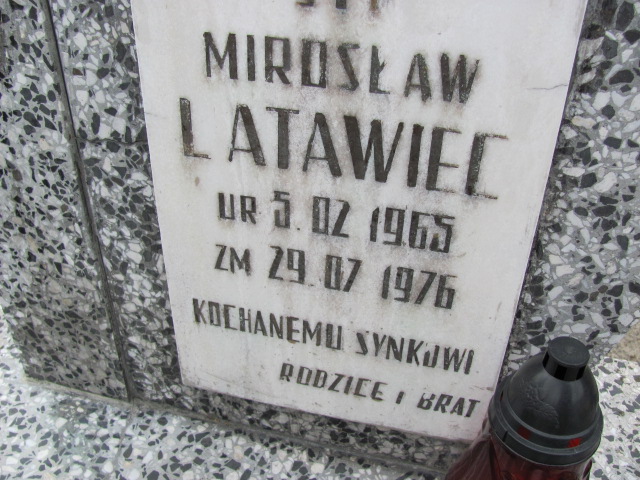 MIROSŁAW
LATAWIEC
UR 5.02 1965
ZM 29.07 1976
KOCHANEMU SYNKOWI
RODZICE I BRAT